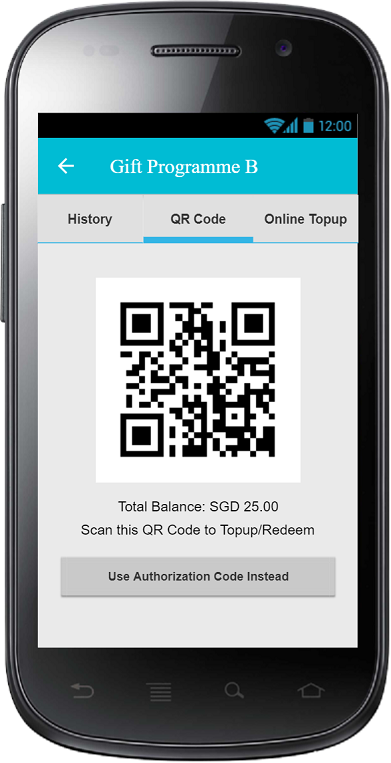 12:00
Gift Programme B
History QR Code Online Topup
Total Balance: SGD 25.00
Scan this QR Code to Topup/Redeem
Use Authorization Code Instead